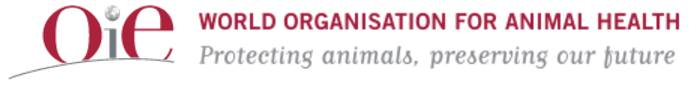 oie WORLD ORGANISATION FOR ANIMAL HEALTH
Protecting animals, preserving our future